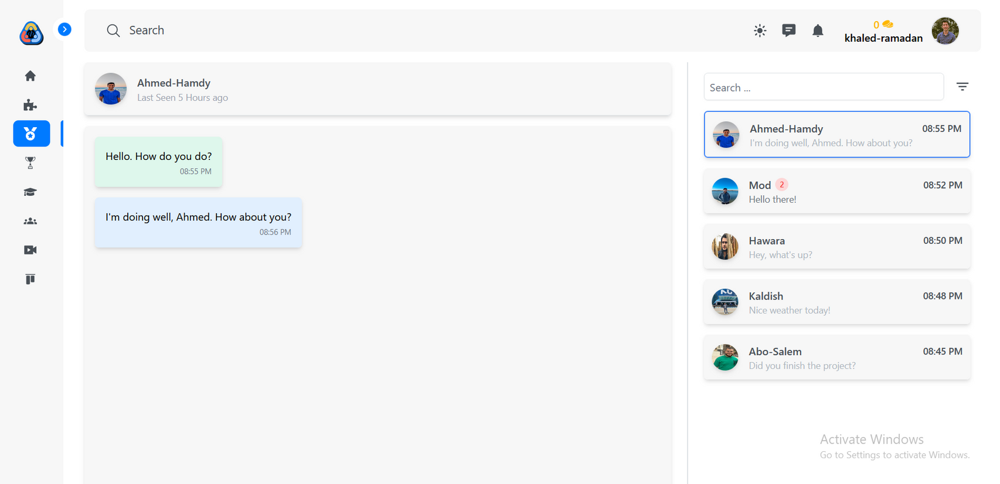 Search
0
khaled-ramadan
Ahmed-Hamdy
Last Seen 5 Hours ago
Hello. How do you do?
08:55 PM
I'm doing well, Ahmed. How about you?
08:56 PM
Search ...
Ahmed-Hamdy
08:55 PM
I'm doing well, Ahmed. How about you?
Mod 2
08:52 PM
Hello there!
Hawara
08:50 PM
Hey, what's up?
Kaldish
08:48 PM
Nice weather today!
Abo-Salem
08:45 PM
Did you finish the project?
Activate Windows
Go to Settings to activate Windows.